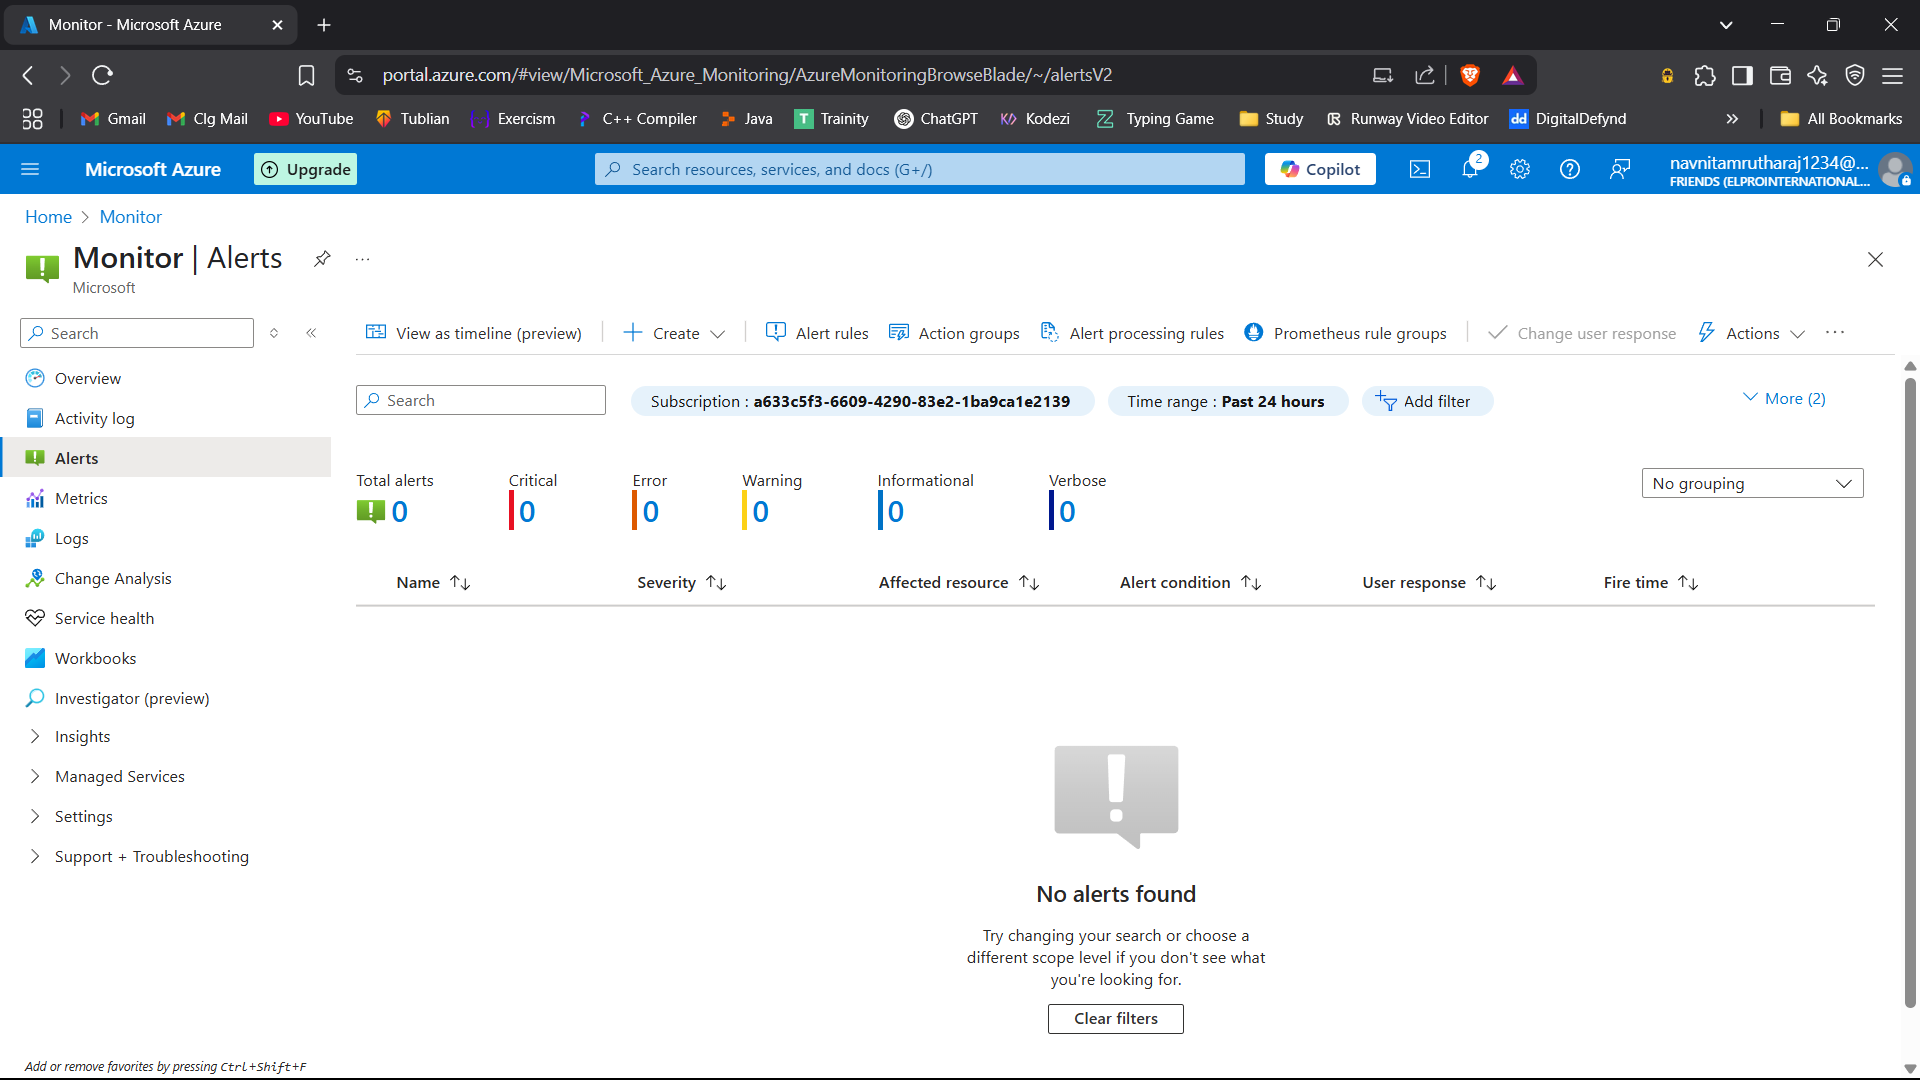 Monitor - Microsoft Azure
portal.azure.com/#view/Microsoft_Azure_Monitoring/AzureMonitoringBrowseBlade/~/alertsV2
Gmail Clg Mail YouTube Tublian Exercism C++ Compiler Java Trainity ChatGPT Kodezi Typing Game Study Runway Video Editor DigitalDefynd » All Bookmarks
Microsoft Azure Upgrade Search resources, services, and docs (G+/) Copilot 2 navnitamrutharaj1234@...
FRIENDS (ELPROINTERNATIONAL...
Home > Monitor
Monitor | Alerts ...
Microsoft
Search
View as timeline (preview) Create Alert rules Action groups Alert processing rules Prometheus rule groups Change user response Actions ...
Overview
Activity log
Alerts
Metrics
Logs
Change Analysis
Service health
Workbooks
Investigator (preview)
Insights
Managed Services
Settings
Support + Troubleshooting
Add or remove favorites by pressing Ctrl+Shift+F
Search Subscription : a633c5f3-6609-4290-83e2-1ba9ca1e2139 Time range : Past 24 hours Add filter More (2)
Total alerts Critical Error Warning Informational Verbose
0 0 0 0 0 0
No grouping
Name Severity Affected resource Alert condition User response Fire time
No alerts found
Try changing your search or choose a
different scope level if you don't see what
you're looking for.
Clear filters